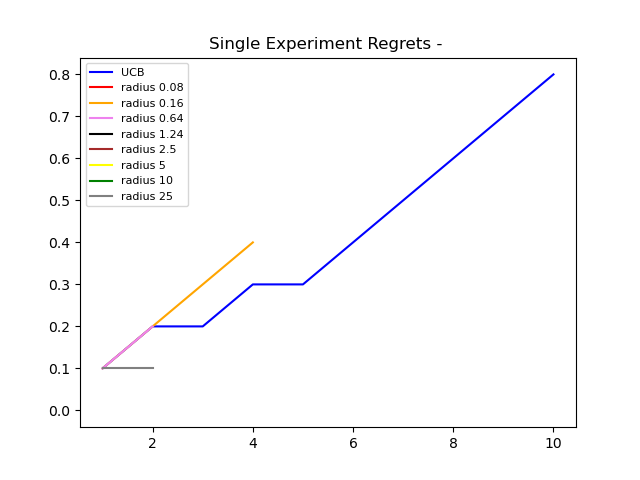 Single Experiment Regrets -
UCB
radius 0.08
radius 0.16
radius 0.64
radius 1.24
radius 2.5
radius 5
radius 10
radius 25
0.8
0.7
0.6
0.5
0.4
0.3
0.2
0.1
0.0
2 4 6 8 10